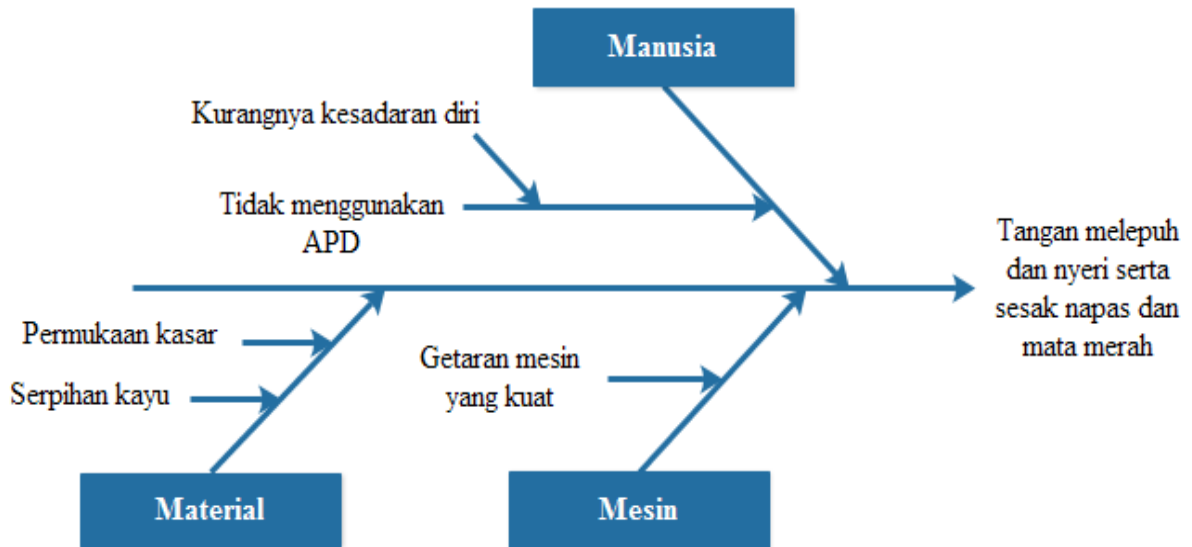 Manusia
Kurangnya kesadaran diri
Tidak menggunakan
APD
Tangan melepuh
dan nyeri serta
sesak napas dan
mata merah
Permukaan kasar
Serpihan kayu
Getaran mesin
yang kuat
Material
Mesin